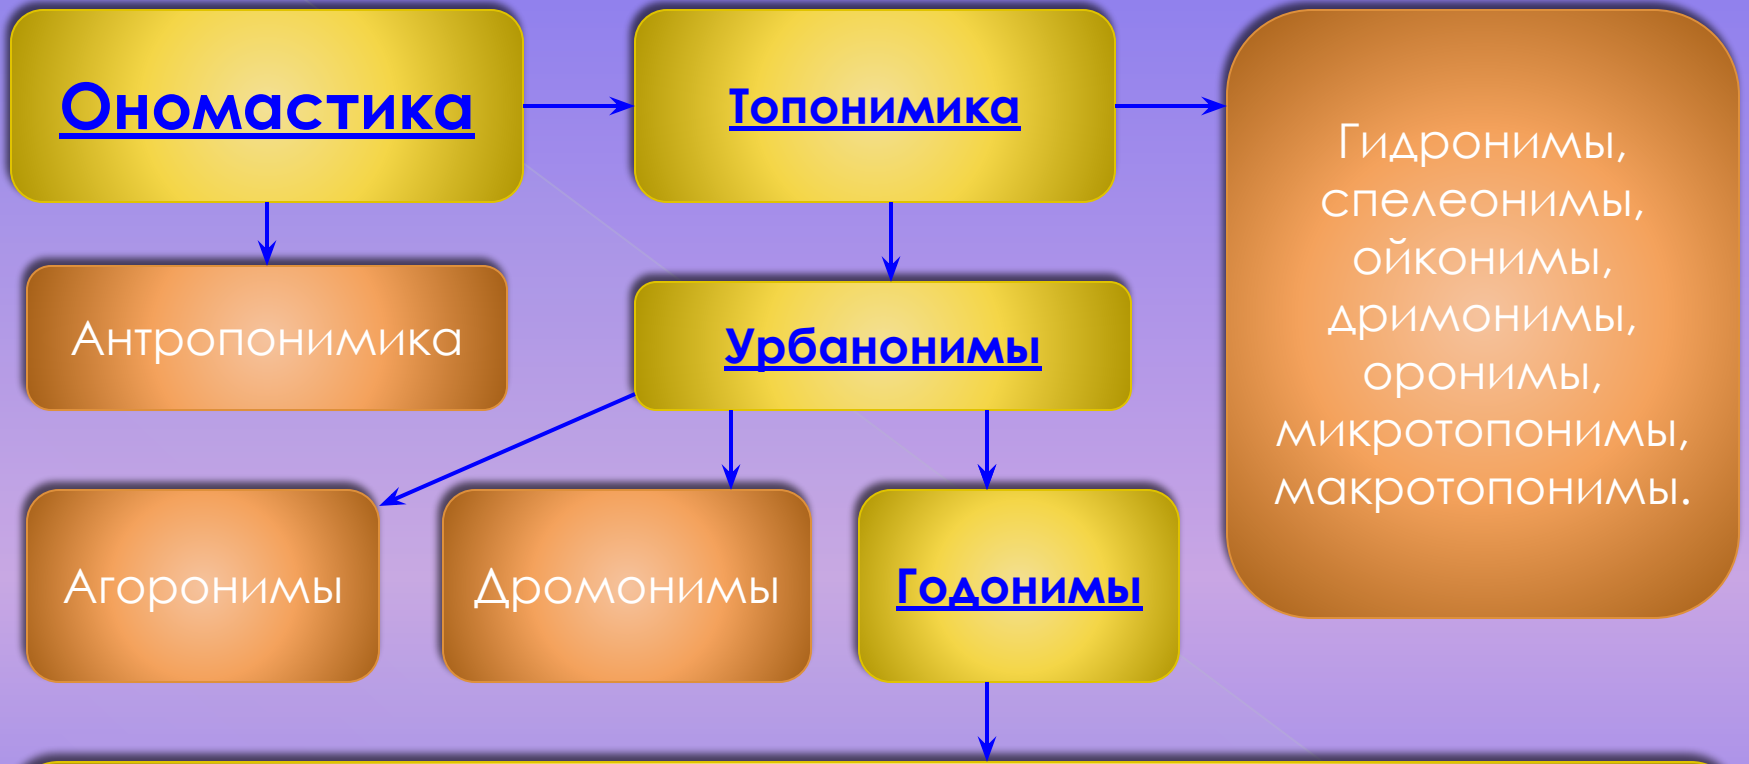 Ономастика
Топонимика
Гидронимы,
спелеонимы,
ойконимы,
дримонимы,
оронимы,
микротопонимы,
макротопонимы.
Антропонимика
Урбанонимы
Агоронимы
Дромонимы
Годонимы